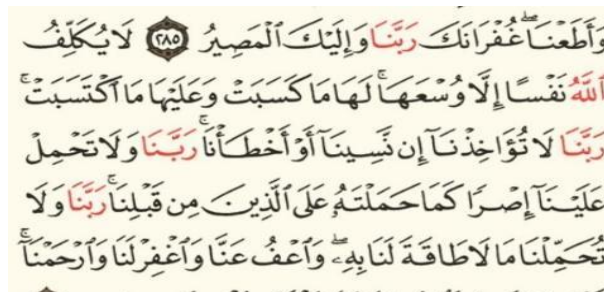 وَأَطَعْنَا ۖ غُفْرَانَكَ رَبَّنَا وَإِلَيْكَ ٱلْمَصِيرُ ٢٨٥ لَا يُكَلِّفُ
ٱللَّهُ نَفْسًا إِلَّا وُسْعَهَا ۚ لَهَا مَا كَسَبَتْ وَعَلَيْهَا مَا ٱكْتَسَبَتْ ۗ
رَبَّنَا لَا تُؤَاخِذْنَآ إِن نَّسِينَآ أَوْ أَخْطَأْنَا ۚ رَبَّنَا وَلَا تَحْمِلْ
عَلَيْنَآ إِصْرًا كَمَا حَمَلْتَهُۥ عَلَى ٱلَّذِينَ مِن قَبْلِنَا ۚ رَبَّنَا وَلَا
تُحَمِّلْنَا مَا لَا طَاقَةَ لَنَا بِهِۦ ۖ وَٱعْفُ عَنَّا وَٱغْفِرْ لَنَا وَٱرْحَمْنَآ ۚ